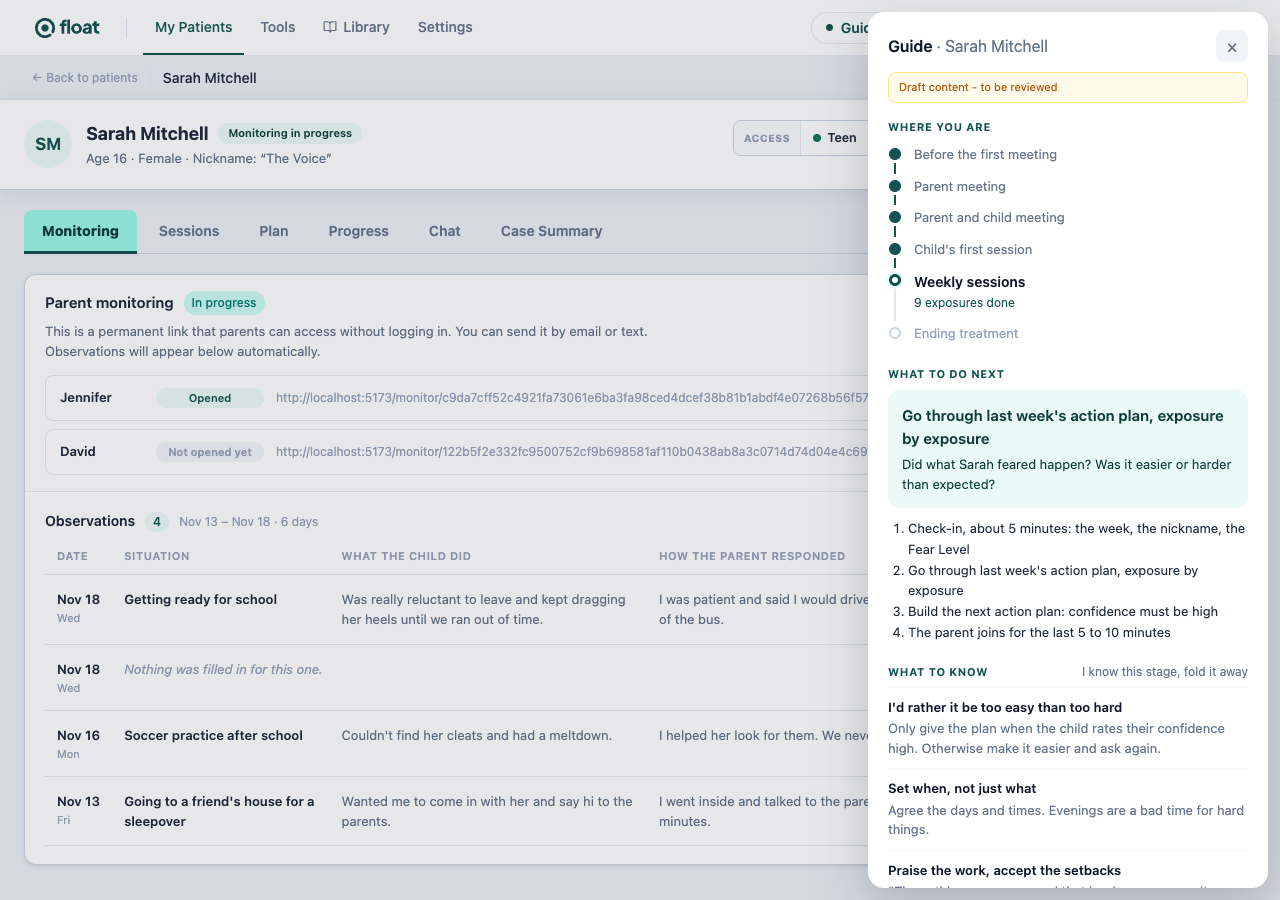 float
My Patients
Tools
Library
Settings
← Back to patients
Sarah Mitchell
SM
Sarah Mitchell
Monitoring in progress
Age 16 · Female · Nickname: “The Voice”
ACCESS
Teen
Monitoring
Sessions
Plan
Progress
Chat
Case Summary
Parent monitoring
In progress
This is a permanent link that parents can access without logging in. You can send it by email or text.
Observations will appear below automatically.
Jennifer
Opened
http://localhost:5173/monitor/c9da7cff52c4921fa73061e6ba3fa98ced4dcef38b81b1abdf4e07268b56f57
David
Not opened yet
http://localhost:5173/monitor/122b5f2e332fc9500752cf9b698581af110b0438ab8a3c0714d74d04e4c69
Observations
4
Nov 13 – Nov 18 · 6 days
DATE
SITUATION
WHAT THE CHILD DID
HOW THE PARENT RESPONDED
Nov 18
Wed
Getting ready for school
Was really reluctant to leave and kept dragging
her heels until we ran out of time.
I was patient and said I would drive
of the bus.
Nov 18
Wed
Nothing was filled in for this one.
Nov 16
Mon
Soccer practice after school
Couldn't find her cleats and had a meltdown.
I helped her look for them. We
Nov 13
Fri
Going to a friend's house for a
sleepover
Wanted me to come in with her and say hi to the
parents.
I went inside and talked to the
minutes.
Guide · Sarah Mitchell
Draft content - to be reviewed
WHERE YOU ARE
Before the first meeting
Parent meeting
Parent and child meeting
Child's first session
Weekly sessions
9 exposures done
Ending treatment
WHAT TO DO NEXT
Go through last week's action plan, exposure
by exposure
Did what Sarah feared happen? Was it easier or harder
than expected?
1. Check-in, about 5 minutes: the week, the nickname, the
Fear Level
2. Go through last week's action plan, exposure by
exposure
3. Build the next action plan: confidence must be high
4. The parent joins for the last 5 to 10 minutes
WHAT TO KNOW
I know this stage, fold it away
I'd rather it be too easy than too hard
Only give the plan when the child rates their confidence
high. Otherwise make it easier and ask again.
Set when, not just what
Agree the days and times. Evenings are a bad time for hard
things.
Praise the work, accept the setbacks